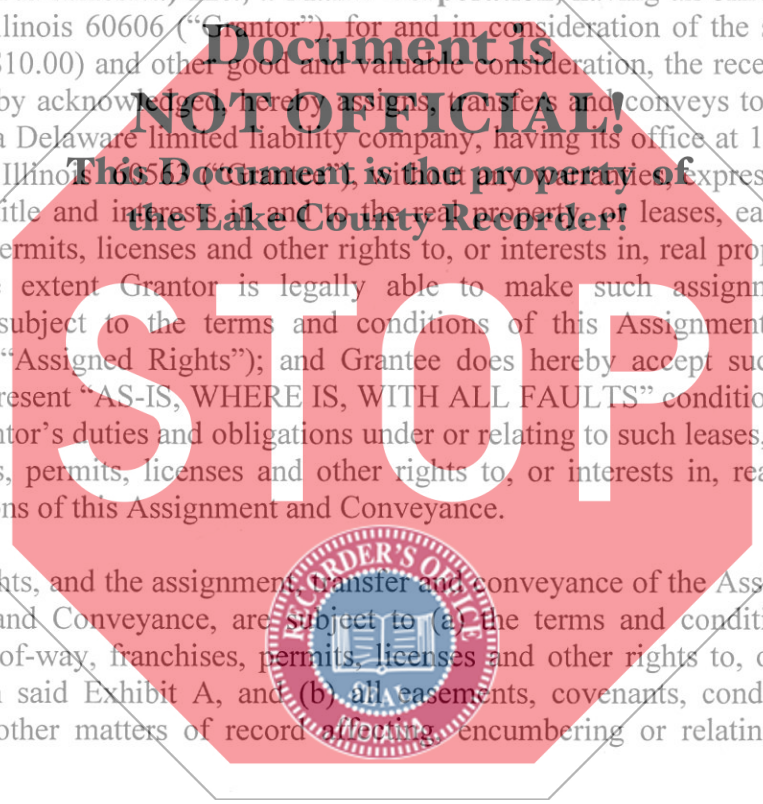 linois 60606 (“Grantor”), for and in consideration of the s
Document is
$10.00) and other good and valuable consideration, the rece
by acknowledged, hereby assigns, transfers and conveys to
NOT OFFICIAL!
a Delaware limited liability company, having its office at 1
Illinois 60563 (“Grantee”), without any warranties, expres
This Document is the property of
itle and interests in and to the real property, or leases, ea
the Lake County Recorder!
ermits, licenses and other rights to, or interests in, real prop
extent Grantor is legally able to make such assignm
subject to the terms and conditions of this Assignment
“Assigned Rights”); and Grantee does hereby accept suc
resent “AS-IS, WHERE IS, WITH ALL FAULTS” conditio
STOP
ntor’s duties and obligations under or relating to such leases,
s, permits, licenses and other rights to, or interests in, rea
ns of this Assignment and Conveyance.
RECORDER'S OFFICE
hts, and the assignment, transfer and conveyance of the Ass
and Conveyance, are subject to (a) the terms and conditi
of-way, franchises, permits, licenses and other rights to, o
said Exhibit A, and (b) all easements, covenants, cond
SEAL
other matters of record affecting, encumbering or relatin
INDIANA